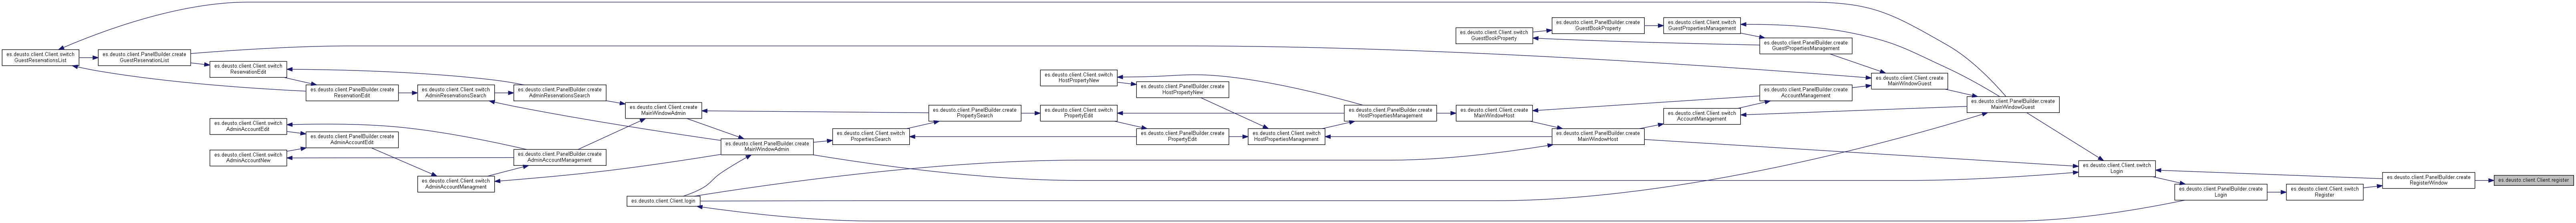 es.deusto.client.Client.switch
GuestReservationsList
es.deusto.client.PanelBuilder.create
GuestReservationList
es.deusto.client.Client.switch
ReservationEdit
es.deusto.client.PanelBuilder.create
ReservationEdit
es.deusto.client.Client.switch
AdminReservationsSearch
es.deusto.client.PanelBuilder.create
AdminReservationsSearch
es.deusto.client.Client.create
MainWindowAdmin
es.deusto.client.Client.switch
AdminAccountEdit
es.deusto.client.PanelBuilder.create
AdminAccountEdit
es.deusto.client.Client.switch
AdminAccountNew
es.deusto.client.PanelBuilder.create
AdminAccountManagement
es.deusto.client.Client.switch
AdminAccountManagment
es.deusto.client.PanelBuilder.create
MainWindowAdmin
es.deusto.client.Client.login
es.deusto.client.Client.switch
PropertiesSearch
es.deusto.client.PanelBuilder.create
PropertySearch
es.deusto.client.Client.switch
PropertyEdit
es.deusto.client.PanelBuilder.create
PropertyEdit
es.deusto.client.Client.switch
HostPropertyNew
es.deusto.client.PanelBuilder.create
HostPropertyNew
es.deusto.client.Client.switch
HostPropertiesManagement
es.deusto.client.PanelBuilder.create
HostPropertiesManagement
es.deusto.client.Client.create
MainWindowHost
es.deusto.client.PanelBuilder.create
MainWindowHost
es.deusto.client.Client.switch
GuestBookProperty
es.deusto.client.PanelBuilder.create
GuestBookProperty
es.deusto.client.Client.switch
GuestPropertiesManagement
es.deusto.client.PanelBuilder.create
GuestPropertiesManagement
es.deusto.client.Client.create
MainWindowGuest
es.deusto.client.PanelBuilder.create
AccountManagement
es.deusto.client.Client.switch
AccountManagement
es.deusto.client.PanelBuilder.create
MainWindowGuest
es.deusto.client.Client.switch
Login
es.deusto.client.PanelBuilder.create
Login
es.deusto.client.Client.switch
Register
es.deusto.client.PanelBuilder.create
RegisterWindow
es.deusto.client.Client.register